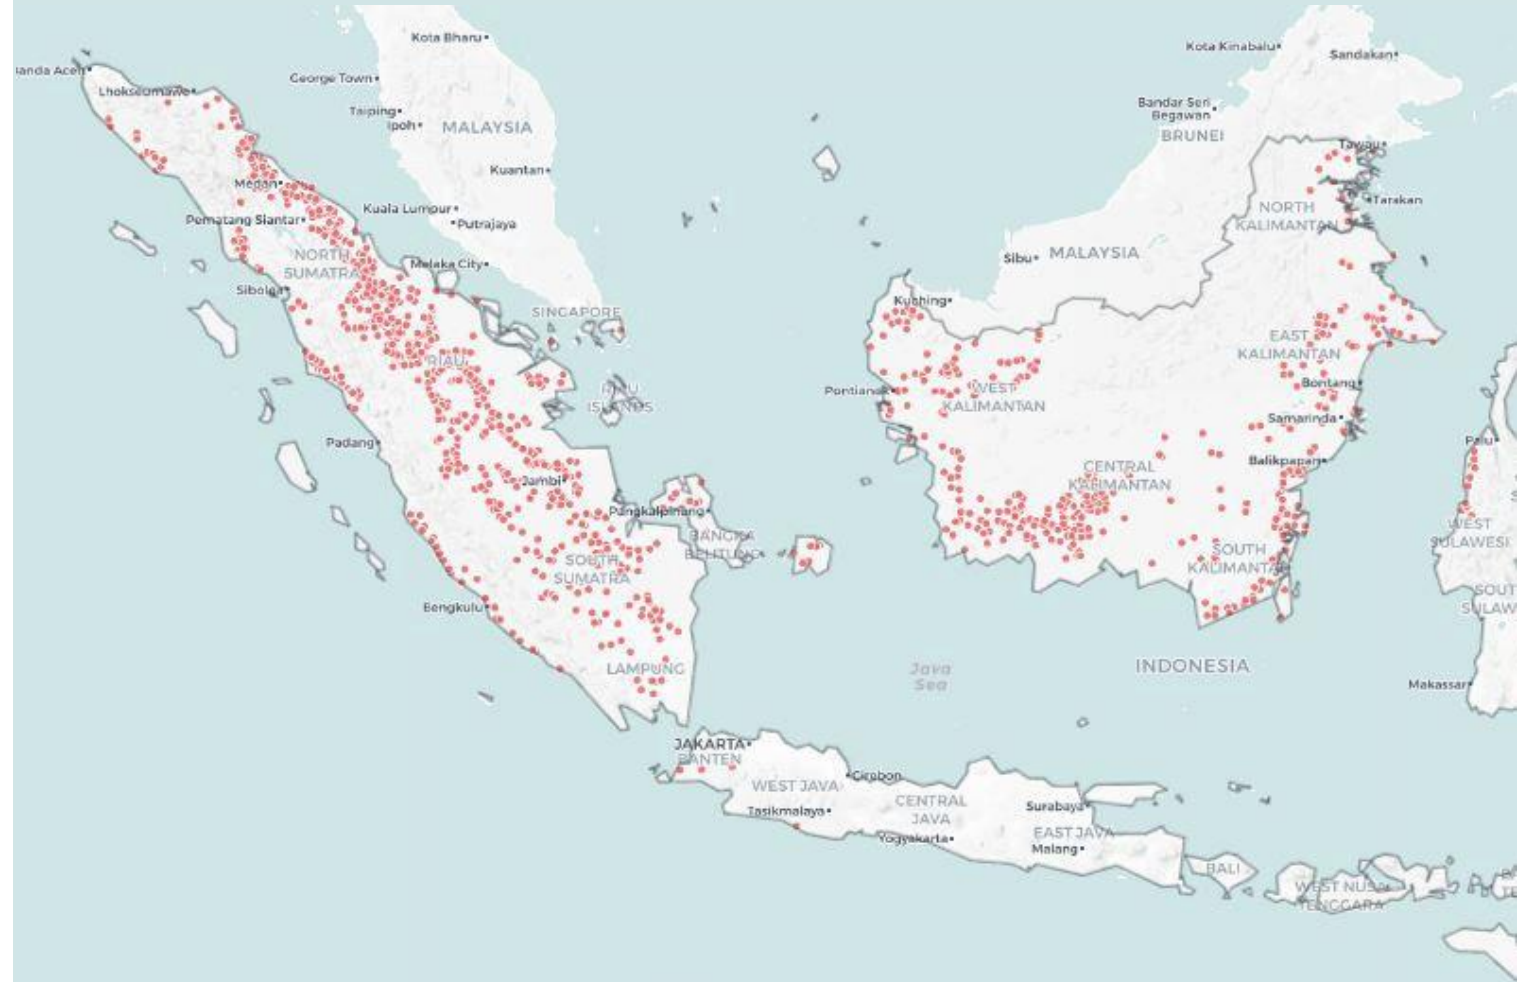 Kota Bharu
Kota Kinabalu
Sandakan
George Town
Lhokseumawe
Taiping
Ipoh
MALAYSIA
Bandar Seri
Begawan
BRUNEI
Tawau
Kuantan
Medan
Kuala Lumpur
Putrajaya
Tarakan
NORTH
KALIMANTAN
Pematang Siantar
NORTH
SUMATRA
Melaka City
Sibu
MALAYSIA
Sibolga
Kuching
SINGAPORE
EAST
KALIMANTAN
RIAU
RIAU
ISLANDS
Pontianak
WEST
KALIMANTAN
Bontang
Samarinda
Padang
Palu
Balikpapan
CENTRAL
KALIMANTAN
Jambi
Pangkalpinang
BANGKA
BELITUNG
WEST
SULAWESI
SOUTH
SUMATRA
SOUTH
KALIMANTA
SOUT
SULAW
Bengkulu
LAMPUNG
Java
Sea
INDONESIA
Makassar
JAKARTA
BANTEN
WEST JAVA
Cirebon
CENTRAL
JAVA
Surabaya
Tasikmalaya
EAST JAVA
Yogyakarta
Malang
BALI
WEST NUSA
TENGGARA